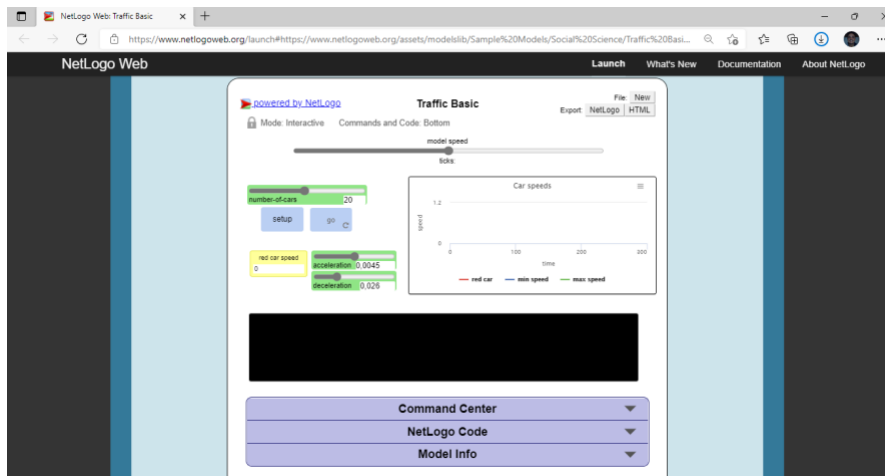 NetLogo Web: Traffic Basic
https://www.netlogoweb.org/launch#https://www.netlogoweb.org/assets/modelslib/Sample%20Models/Social%20Science/Traffic%20Basi...
NetLogo Web
Launch What's New Documentation About NetLogo
powered by NetLogo
Traffic Basic
File: New
Export: NetLogo HTML
Mode: Interactive Commands and Code: Bottom
model speed
ticks:
number-of-cars 20
setup go
red car speed
0
acceleration 0,0045
deceleration 0,026
Car speeds
1.2
speed
0
0 100 200 300
time
red car min speed max speed
Command Center
NetLogo Code
Model Info